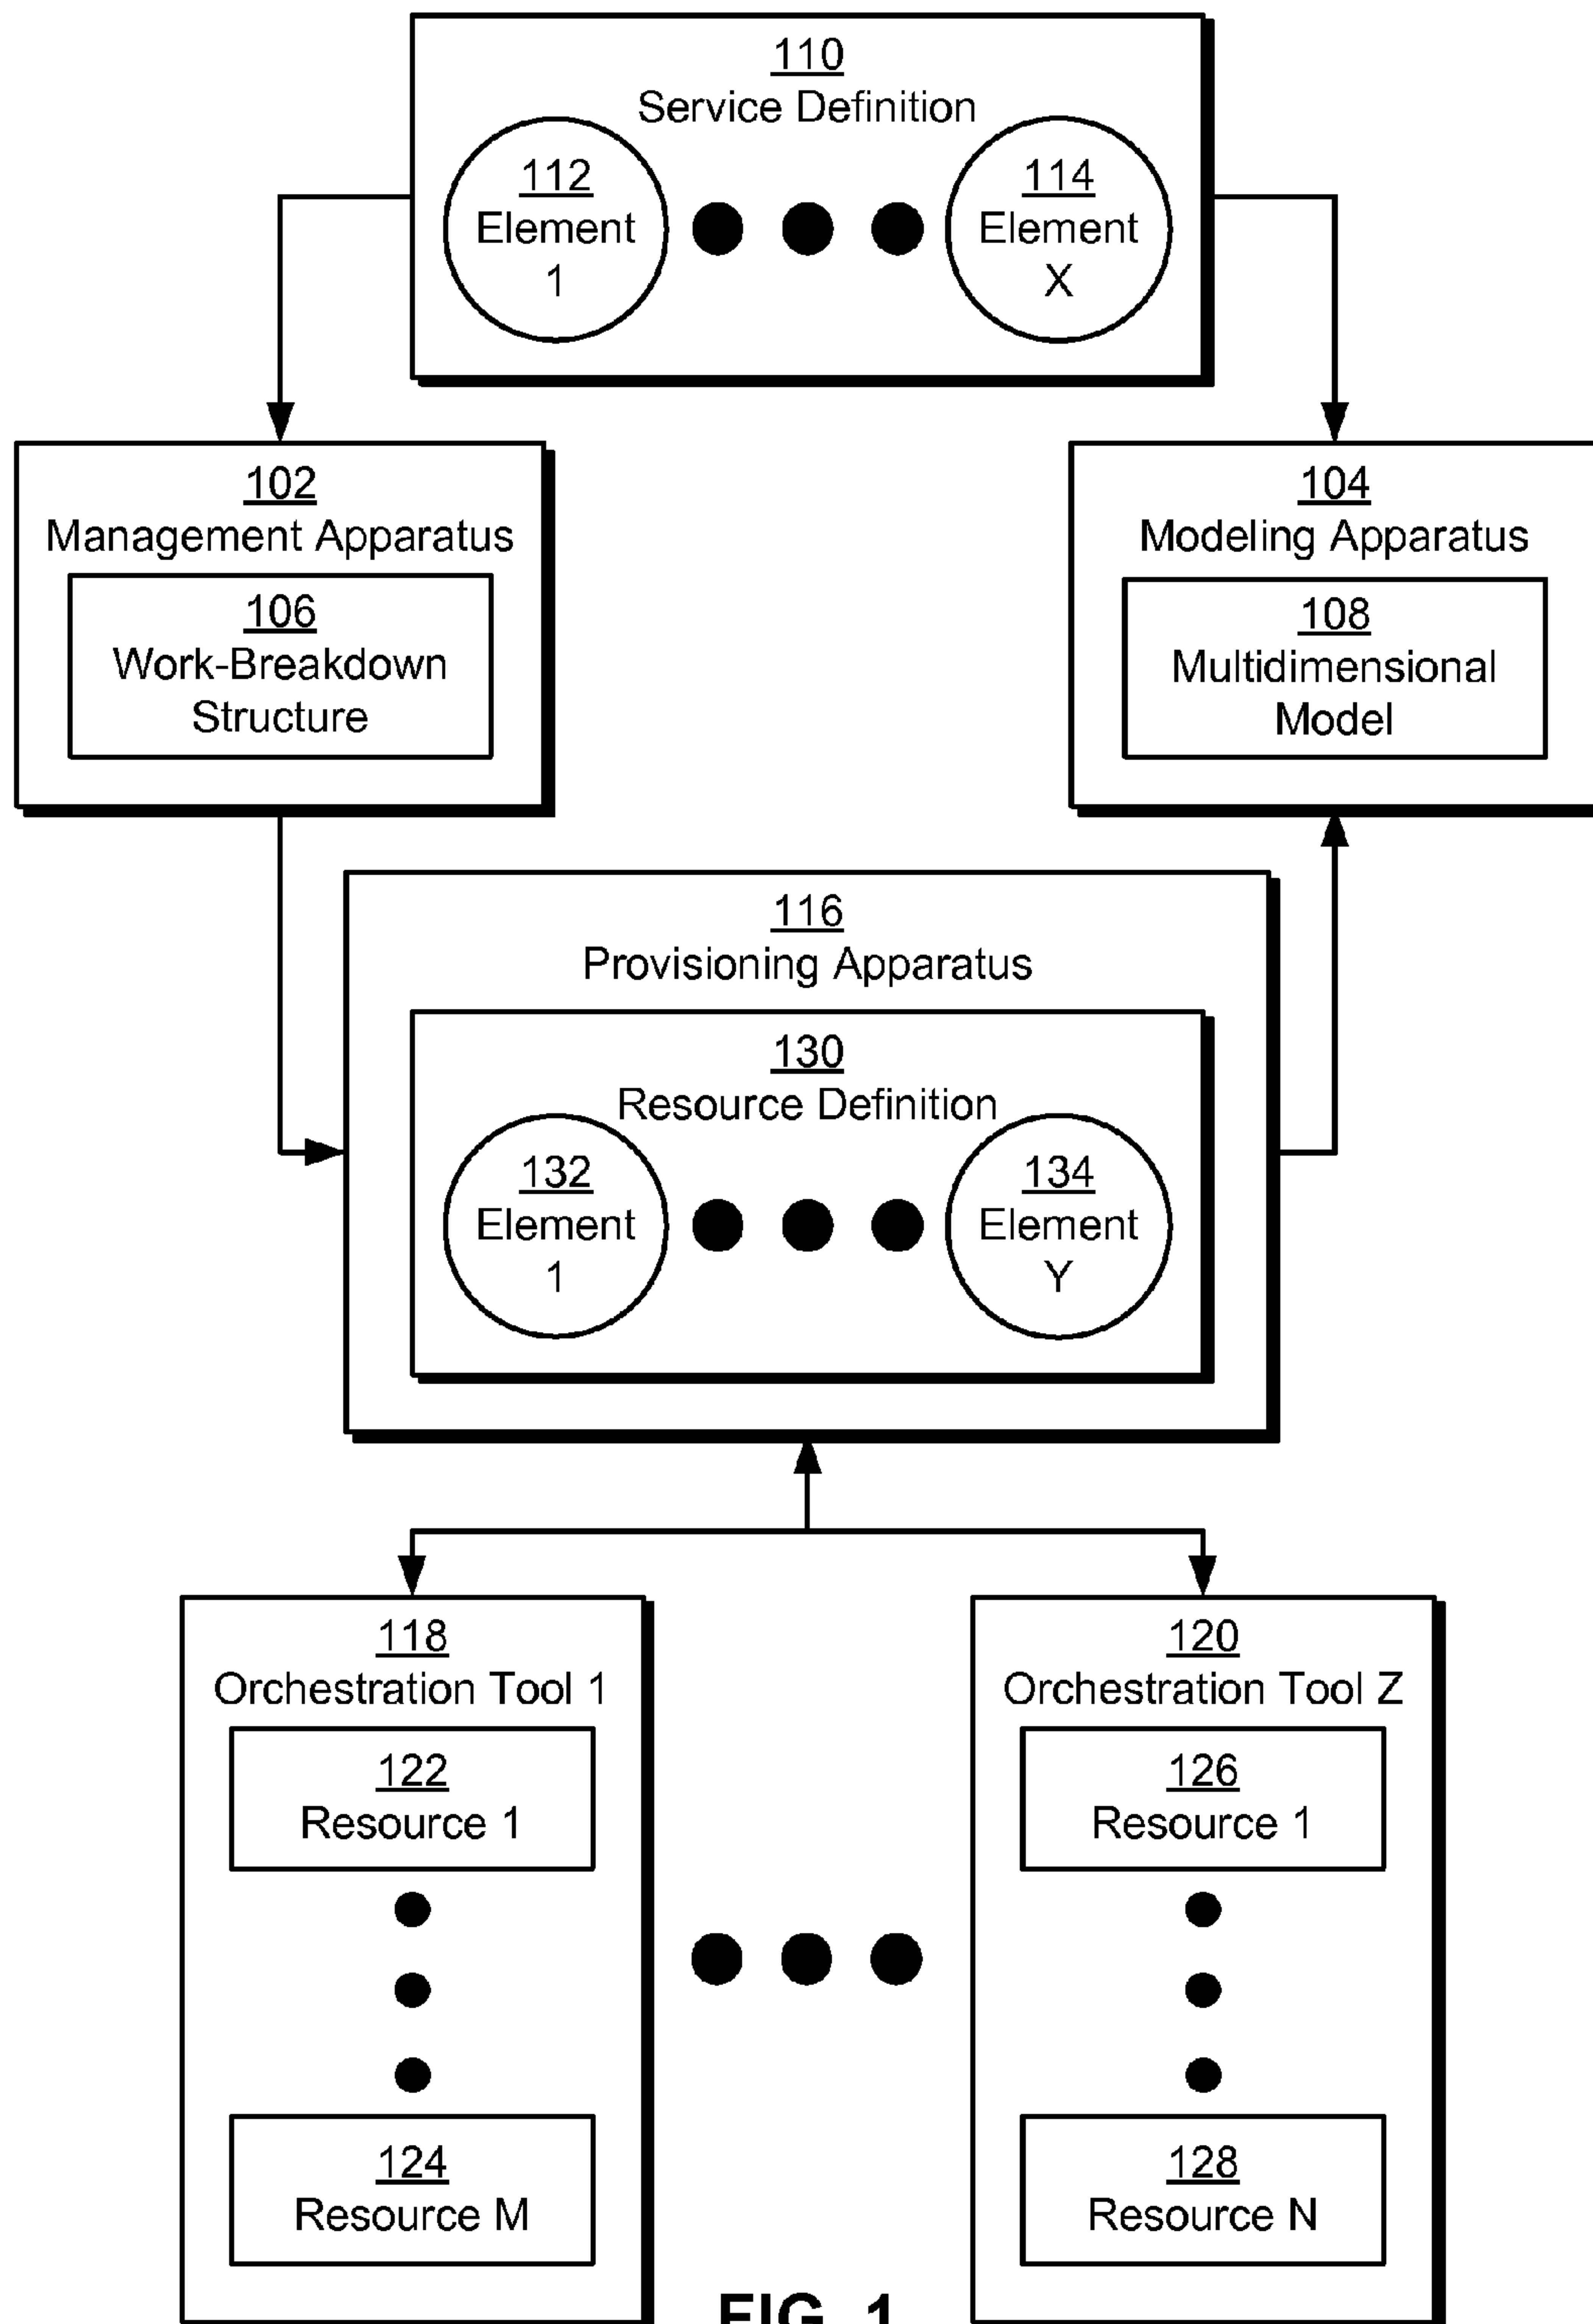 110
Service Definition
112
Element
1
114
Element
X
102
Management Apparatus
106
Work-Breakdown
Structure
104
Modeling Apparatus
108
Multidimensional
Model
116
Provisioning Apparatus
130
Resource Definition
132
Element
1
134
Element
Y
118
Orchestration Tool 1
122
Resource 1
124
Resource M
120
Orchestration Tool Z
126
Resource 1
128
Resource N
FIG. 1